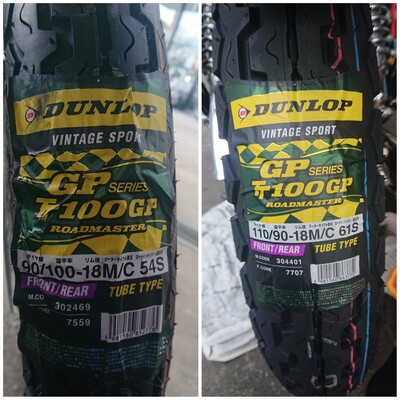 DUNLOP
VINTAGE SPORT
GP SERIES
TT100GP
ROADMASTER
90/100-18M/C 54S
FRONT/REAR
TUBE TYPE
M.CO
302469
7559
DUNLOP
VINTAGE SPORT
GP SERIES
TT100GP
ROADMASTER
110/90-18M/C 61S
FRONT/REAR
TUBE TYPE
M.CODE 304401
7707